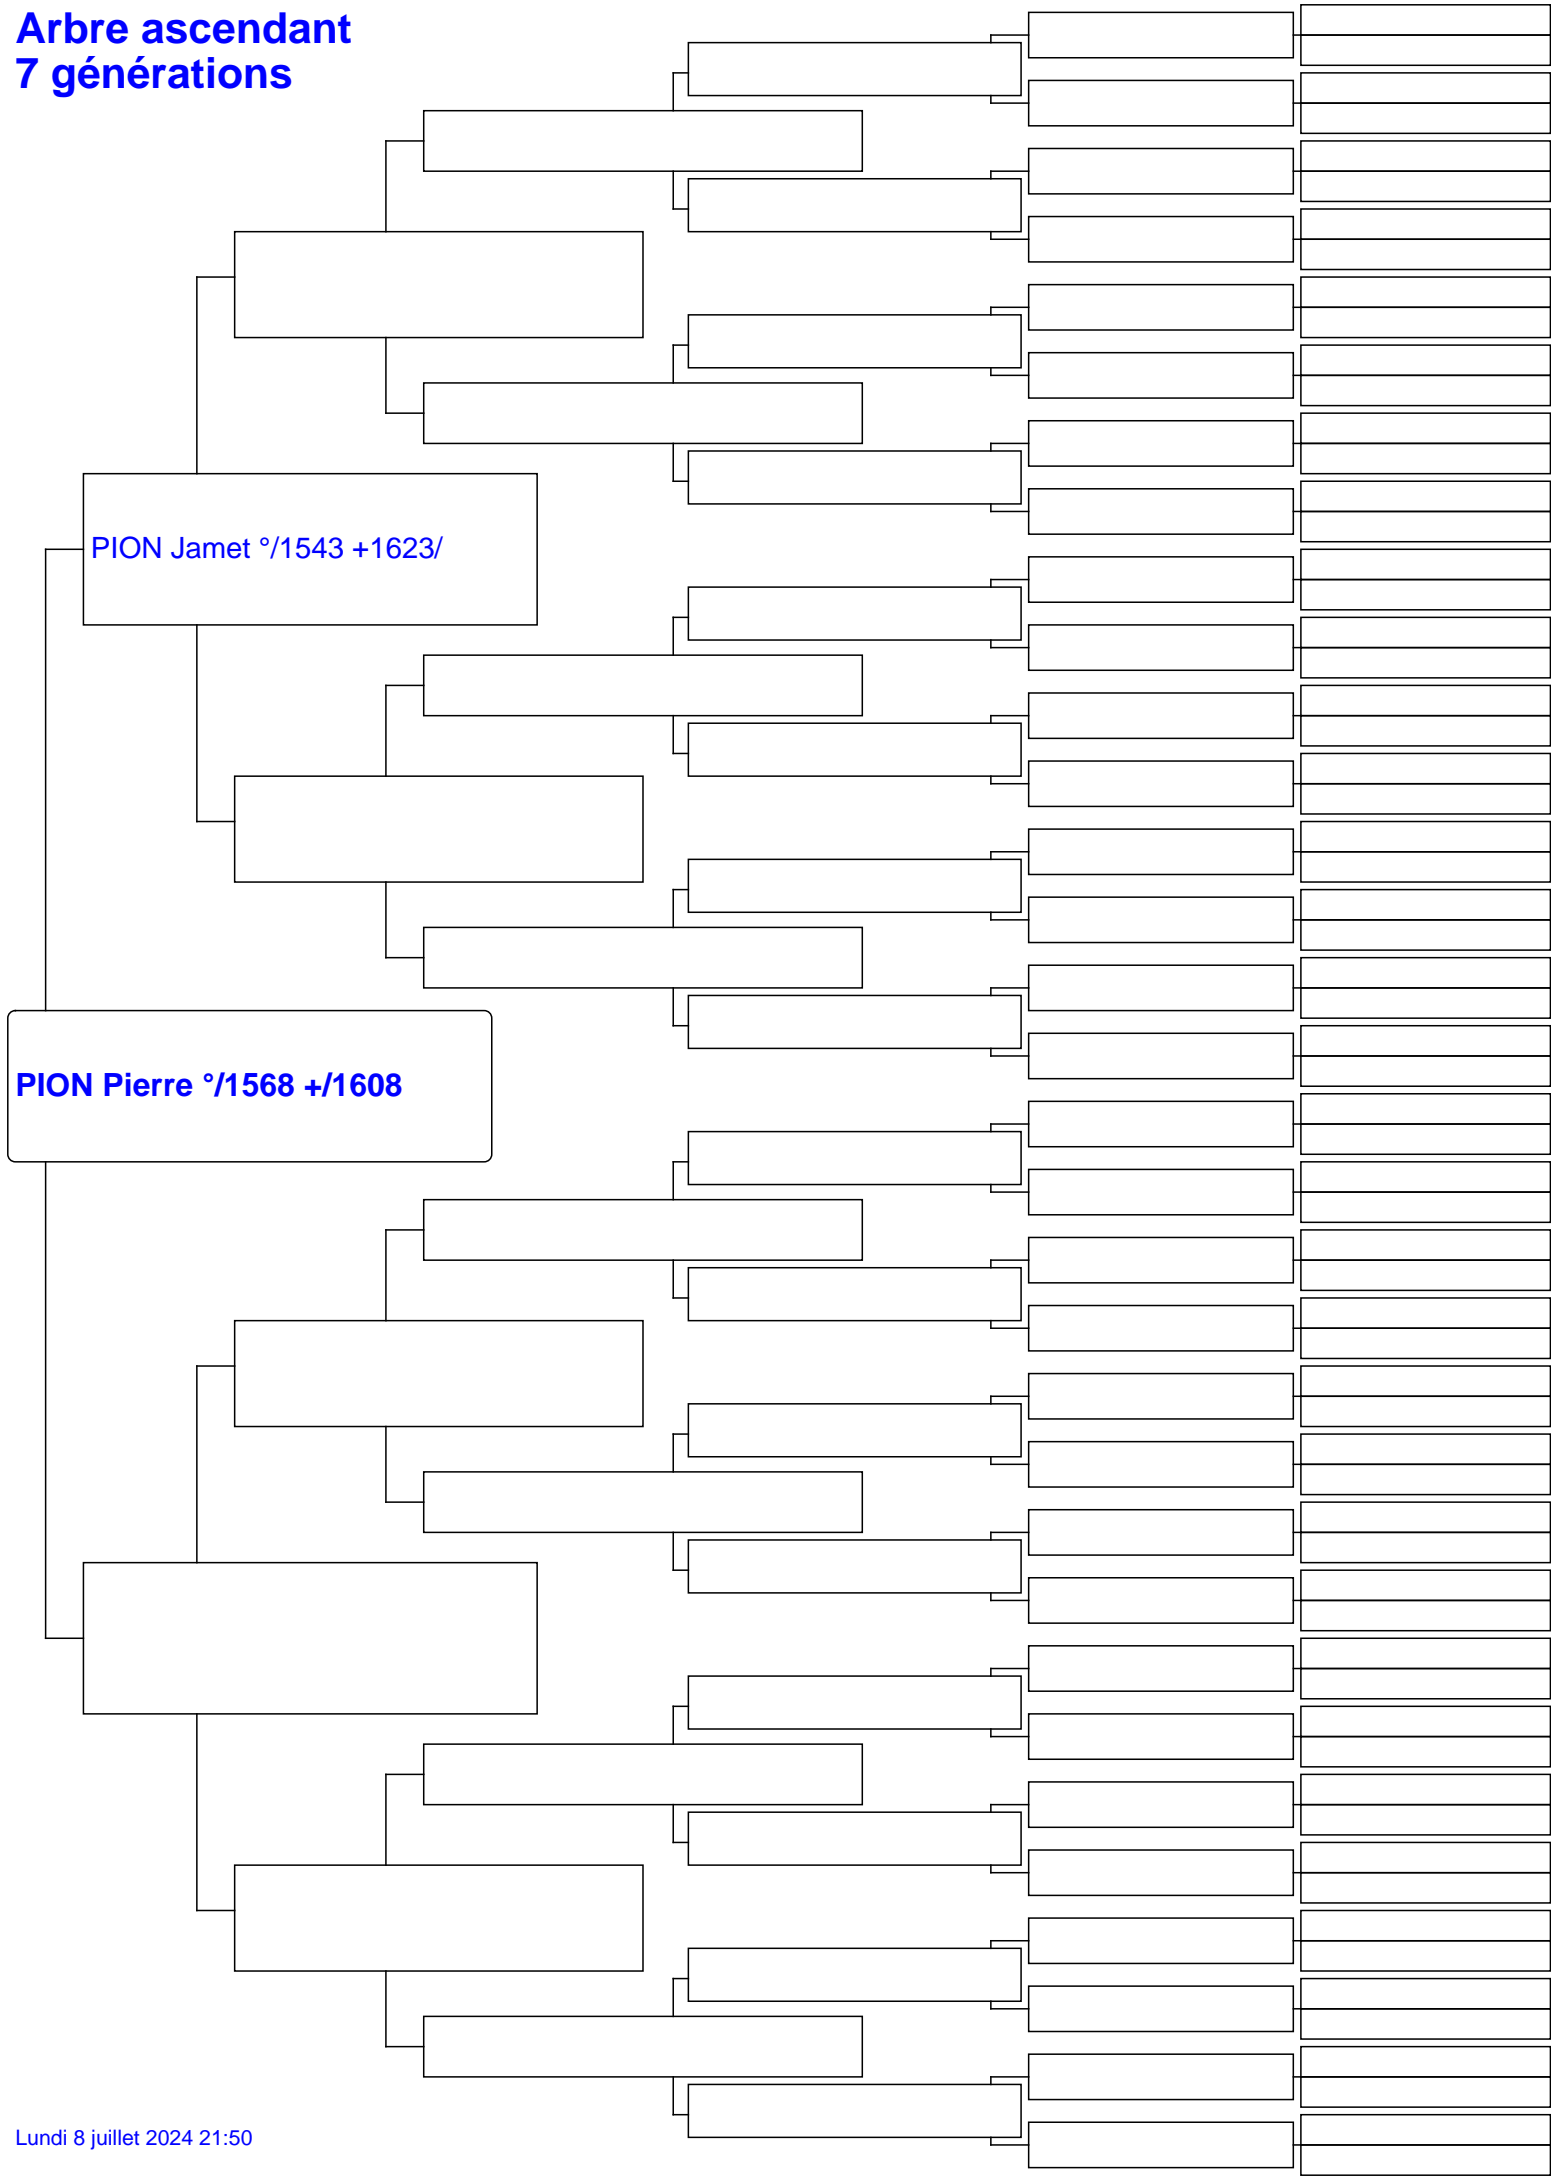 Arbre ascendant
7 générations
PION Jamet °/1543 +1623/
PION Pierre °/1568 +/1608
Lundi 8 juillet 2024 21:50